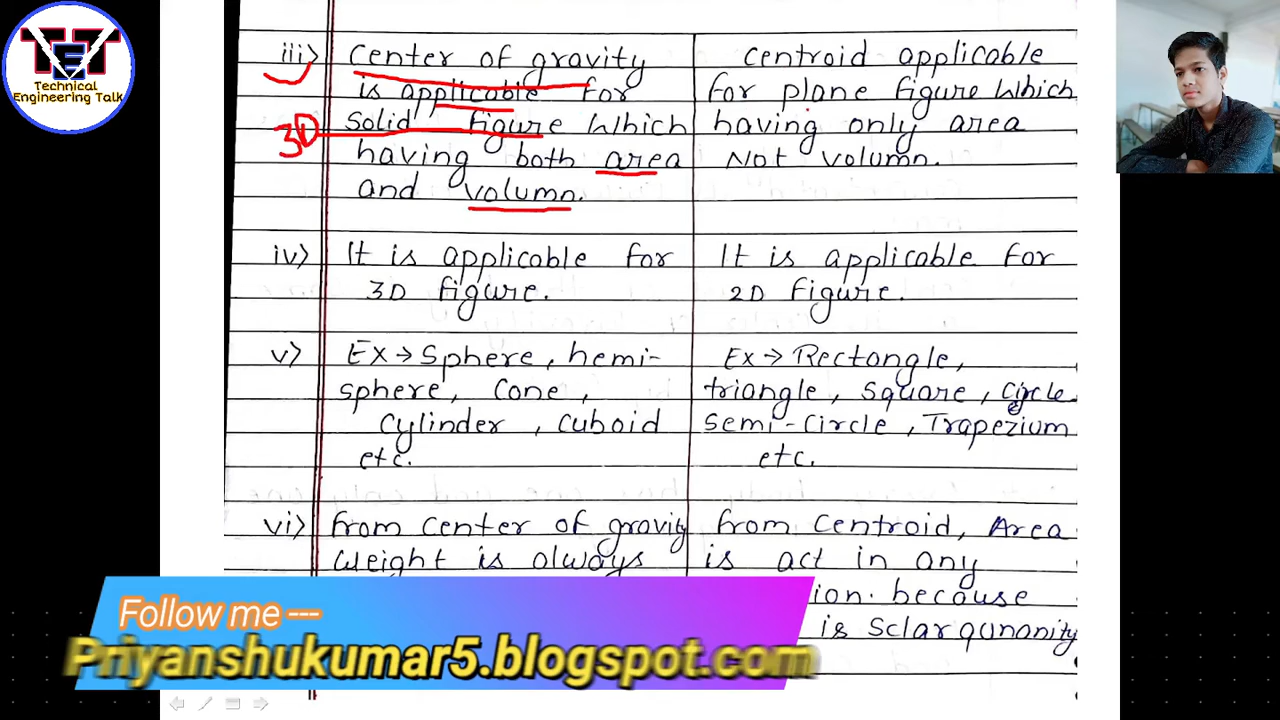 TET
Technical
Engineering Talk
iii) Center of gravity
is applicable for
3D
Solid figure which
having both area
and volumn.
Centroid applicable
for plane figure which
having only area
Not volumn.
iv) It is applicable for
3D figure.
It is applicable for
2D figure.
v) Ex→ Sphere, hemi-
sphere, Cone,
Cylinder, cuboid
etc.
Ex→ Rectangle,
triangle, Square, Circle
Semi-circle, Trapezium
etc.
vi) from center of gravity
Weight is always
from Centroid, Area
is act in any
ion. because
is Sclar qunanity
Follow me ---
Priyanshukumar5.blogspot.com